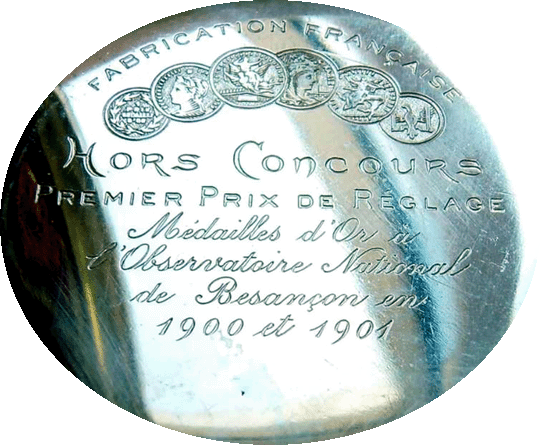 FABRICATION FRANÇAISE
HORS CONCOURS
PREMIER PRIX DE REGLAGE
Médailles d'Or a
l'Observatoire National
de Besançon en
1900 et 1901